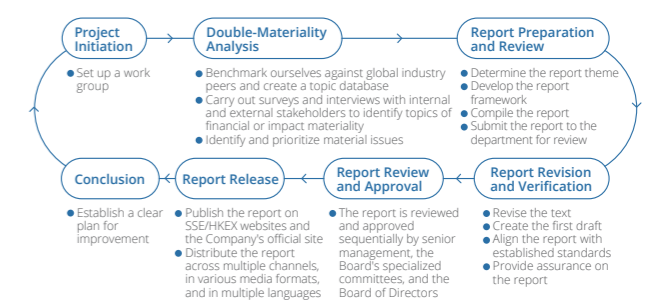 Project
Initiation
Set up a work
group
Double-Materiality
Analysis
Benchmark ourselves against global industry
peers and create a topic database
Carry out surveys and interviews with internal
and external stakeholders to identify topics of
financial or impact materiality
Identify and prioritize material issues
Report Preparation
and Review
Determine the report theme
Develop the report
framework
Compile the report
Submit the report to the
department for review
Report Revision
and Verification
Revise the text
Create the first draft
Align the report with
established standards
Provide assurance on
the report
Report Review
and Approval
The report is reviewed
and approved
sequentially by senior
management, the
Board's specialized
committees, and the
Board of Directors
Report Release
Publish the report on
SSE/HKEX websites and
the Company's official site
Distribute the report
across multiple channels,
in various media formats,
and in multiple languages
Conclusion
Establish a clear
plan for
improvement